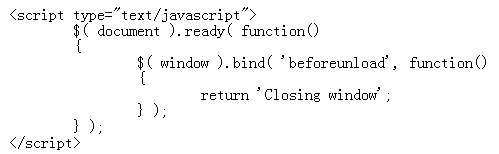 <script type="text/javascript">
$( document ).ready( function()
{
$( window ).bind( 'beforeunload', function()
{
return 'Closing window';
} );
} );
</script>